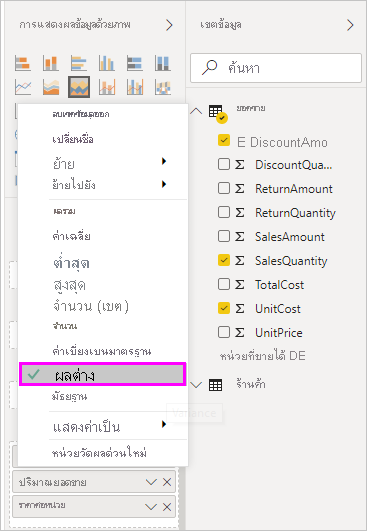 การแสดงผลข้อมูลด้วยภาพ
เขตข้อมูล
ค้นหา
ยอดขาย
E DiscountAmo
DiscountQua...
ReturnAmount
ReturnQuantity
SalesAmount
SalesQuantity
TotalCost
UnitCost
UnitPrice
หน่วยที่ขายได้ DE
ร้านค้า
ลบเขตข้อมูลออก
เปลี่ยนชื่อ
ย้าย
ย้ายไปยัง
ผลรวม
ค่าเฉลี่ย
ต่ำสุด
สูงสุด
จำนวน (เขต)
จำนวน
ค่าเบี่ยงเบนมาตรฐาน
ผลต่าง
Variance
มัธยฐาน
แสดงค่าเป็น
หน่วยวัดผลด่วนใหม่
ปริมาณยอดขาย
ราคาต่อหน่วย